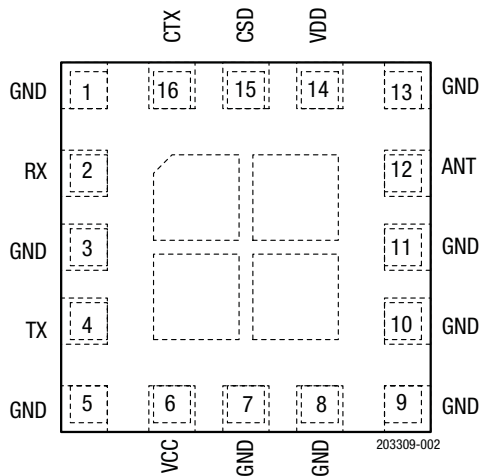 CTX CSD VDD
GND 1 16 15 14 13 GND
RX 2 12 ANT
GND 3 11 GND
TX 4 10 GND
GND 5 6 7 8 9 GND
VCC GND GND
203309-002